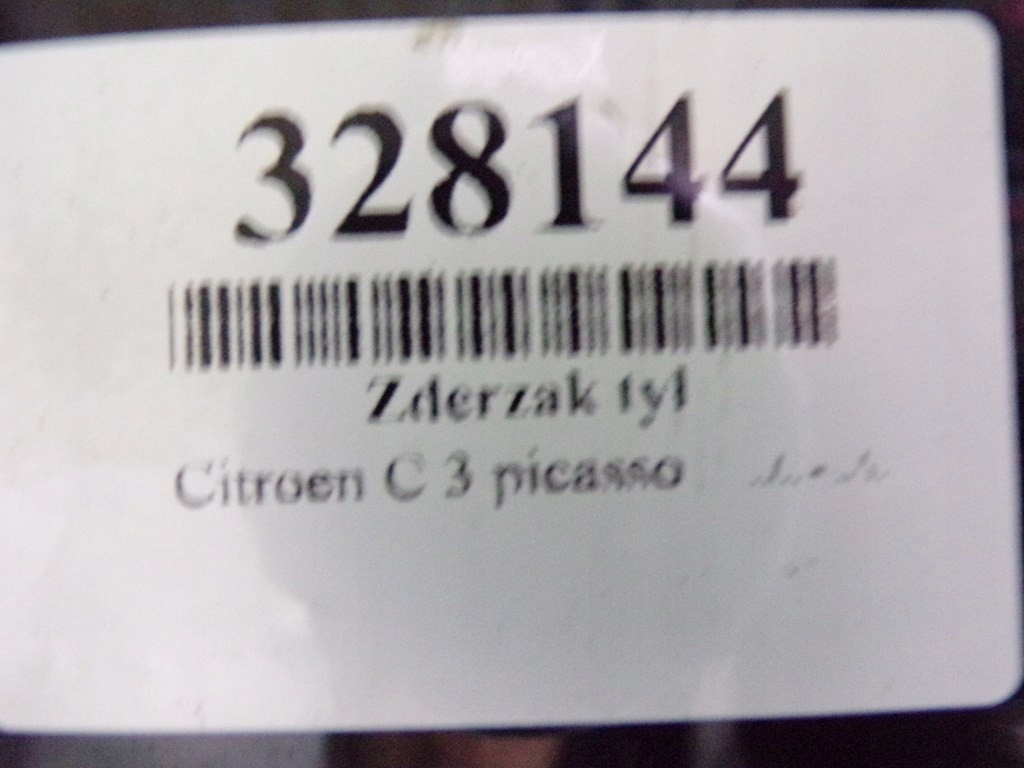 328144
Zderzak tył
Citroen C 3 picasso